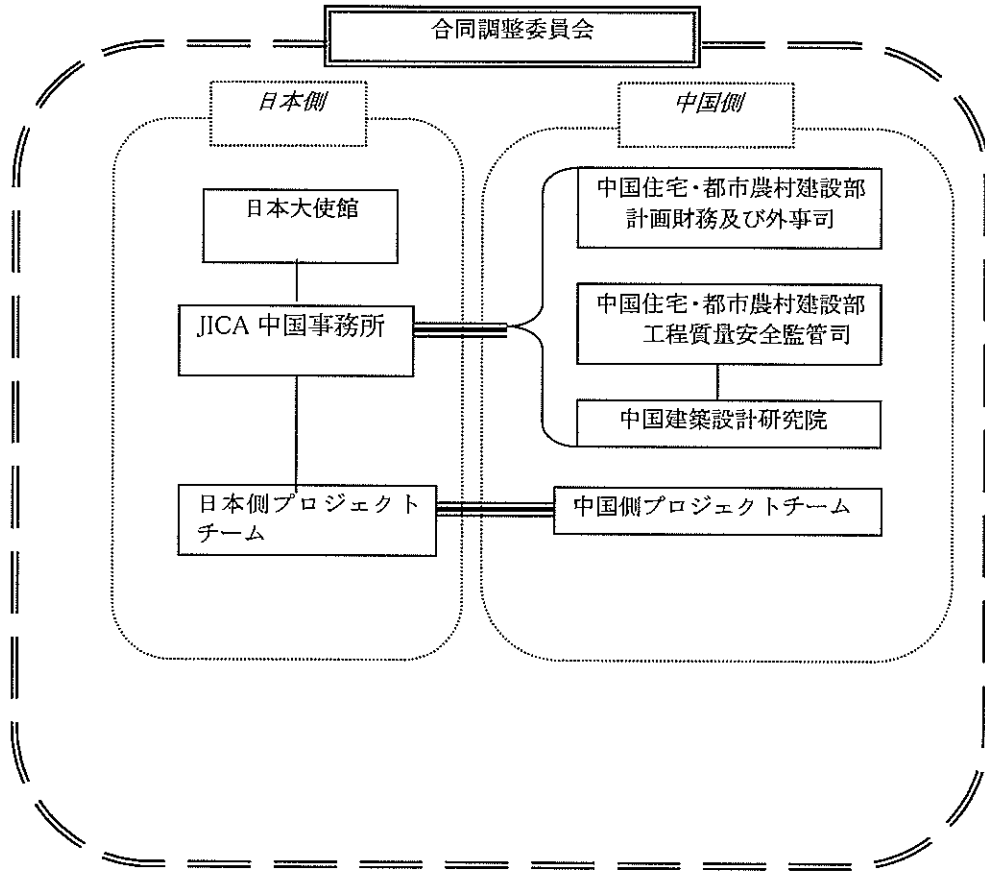 合同調整委員会
日本側
中国側
日本大使館
JICA 中国事務所
日本側プロジェクト
チーム
中国住宅・都市農村建設部
計画財務及び外事司
中国住宅・都市農村建設部
工程質量安全監管司
中国建築設計研究院
中国側プロジェクトチーム